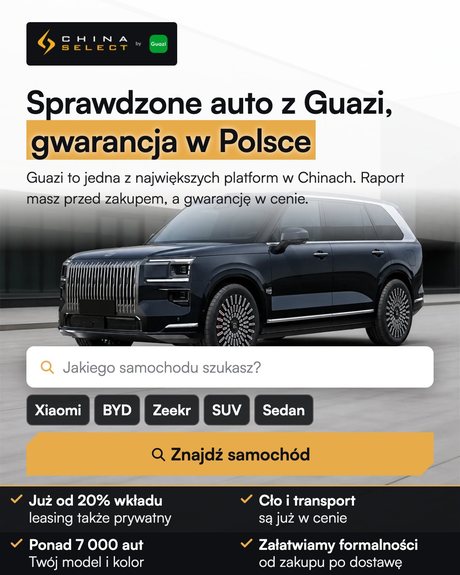 CHINA
SELECT
by
Guazi
Sprawdzone auto z Guazi,
gwarancja w Polsce
Guazi to jedna z największych platform w Chinach. Raport
masz przed zakupem, a gwarancję w cenie.
Jakiego samochodu szukasz?
Xiaomi BYD Zeekr SUV Sedan
Znajdź samochód
Już od 20% wkładu
leasing także prywatny
Cło i transport
są już w cenie
Ponad 7 000 aut
Twój model i kolor
Załatwiamy formalności
od zakupu po dostawę